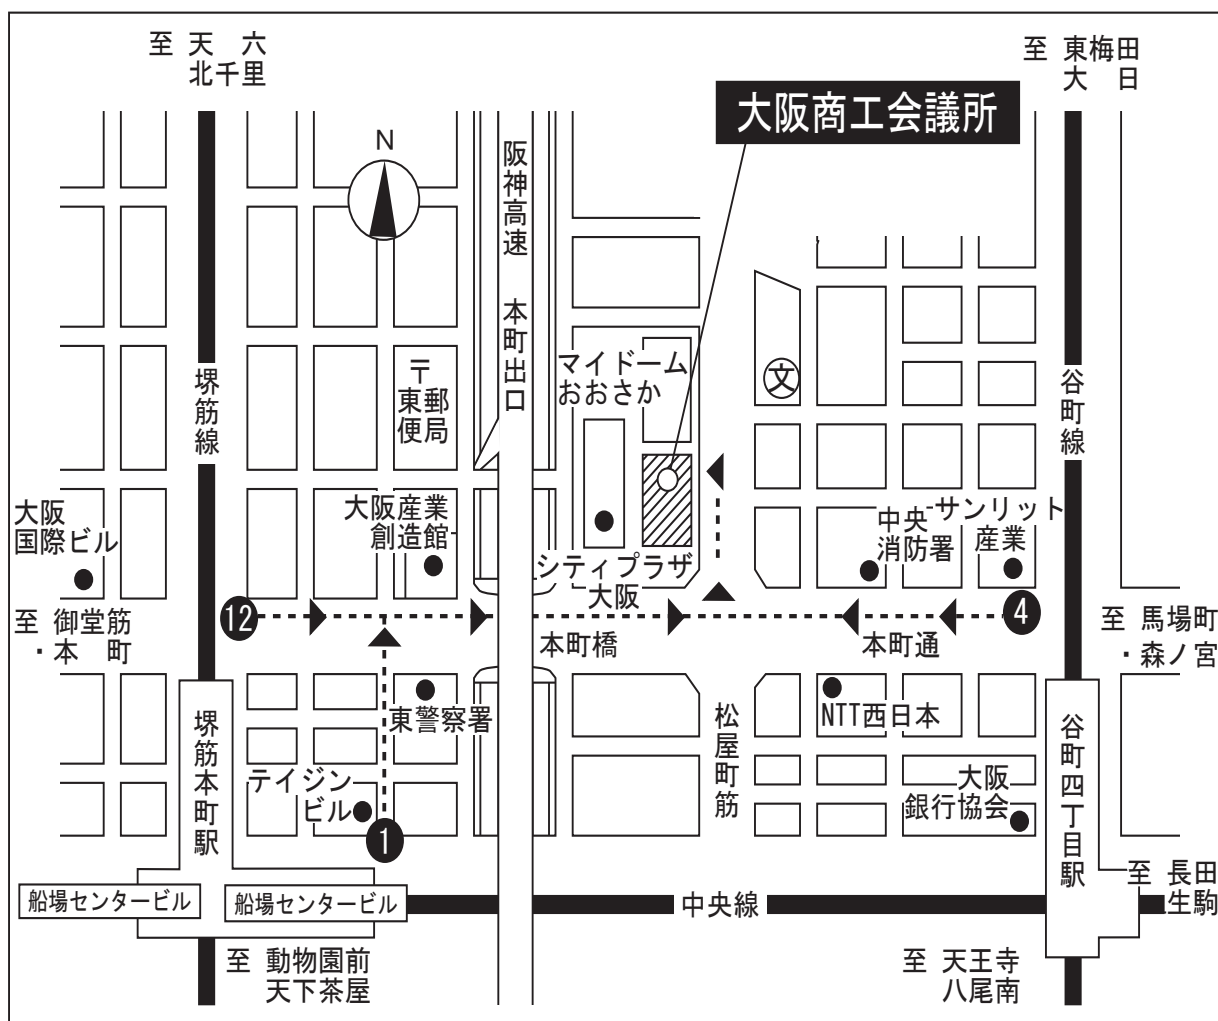 至 天 六
北千里
至 東梅田
大 日
大阪商工会議所
N
阪神高速 本町出口
堺筋線
〒
東郵
便局
マイドーム
おおさか
文
谷町線
大阪
国際ビル
大阪産業
創造館
シティプラザ
大阪
中央
消防署
サンリット
産業
12
4
至 御堂筋
・本 町
本町橋
本町通
至 馬場町
・森ノ宮
東警察署
堺筋本町駅
テイジン
ビル
1
松屋町筋
NTT西日本
大阪
銀行協会
谷町四丁目駅
船場センタービル
船場センタービル
中央線
至 長田
生駒
至 動物園前
天下茶屋
至 天王寺
八尾南